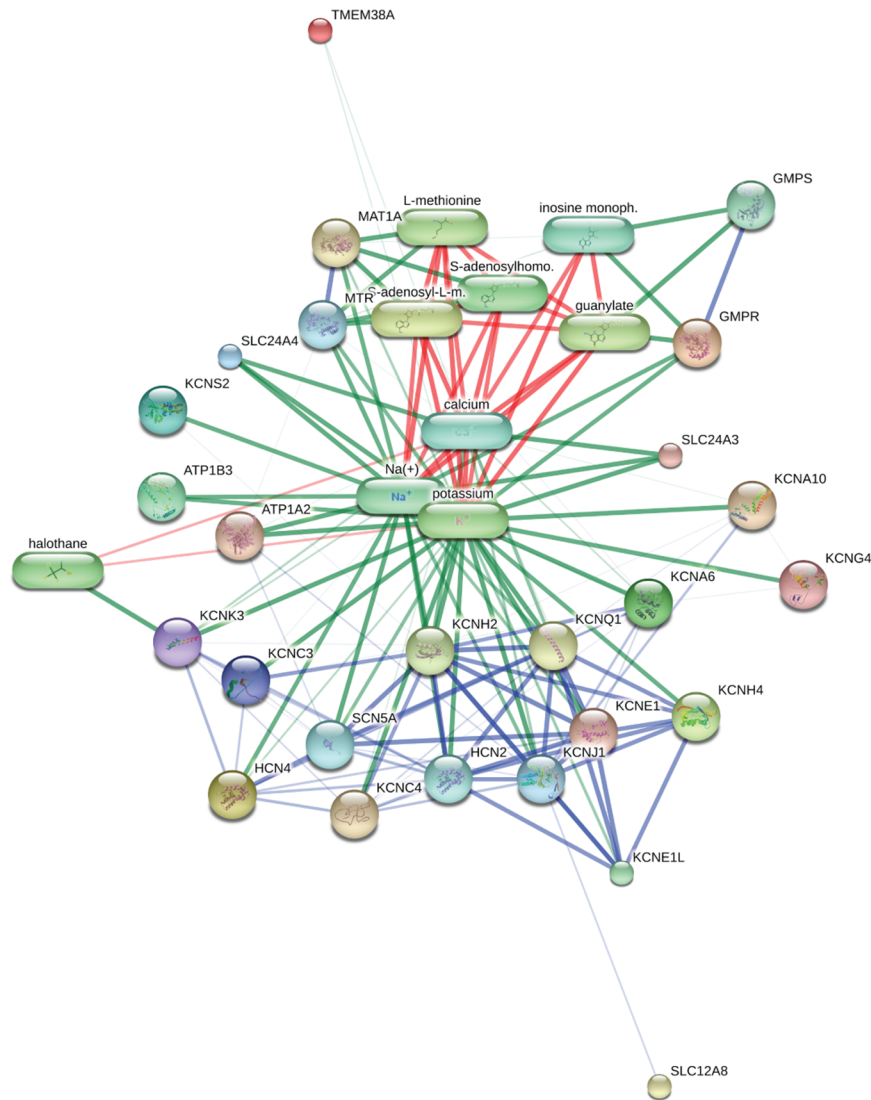 TMEM38A
GMPS
L-methionine
inosine monoph.
MAT1A
S-adenosylhomo.
MTR
S-adenosyl-L-m.
guanylate
GMPR
SLC24A4
KCNS2
calcium
SLC24A3
Na(+)
ATP1B3
potassium
Na+
K+
KCNA10
ATP1A2
halothane
KCNG4
KCNA6
KCNK3
KCNH2
KCNQ1
KCNC3
KCNE1
KCNH4
SCN5A
HCN2
KCNJ1
HCN4
KCNC4
KCNE1L
SLC12A8